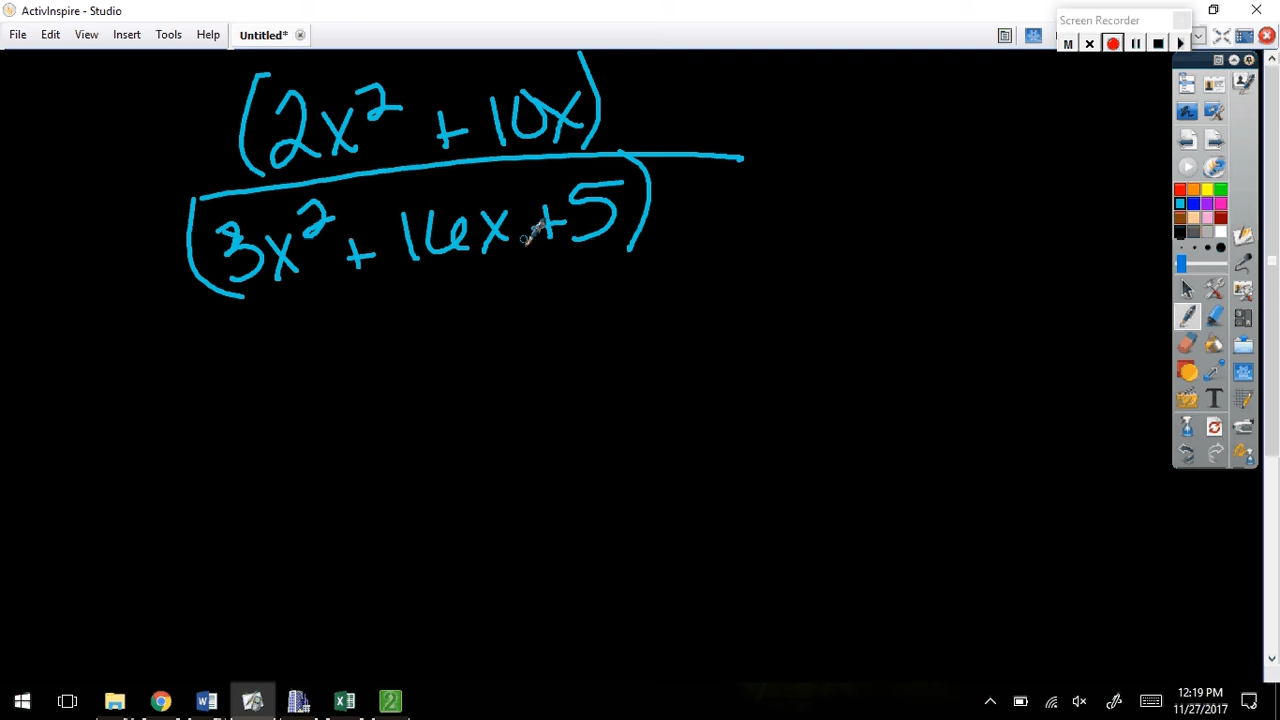 ActivInspire - Studio
Screen Recorder
File Edit View Insert Tools Help Untitled*
M
(2x² + 10x)
(3x² + 16x + 5)
12:19 PM
11/27/2017